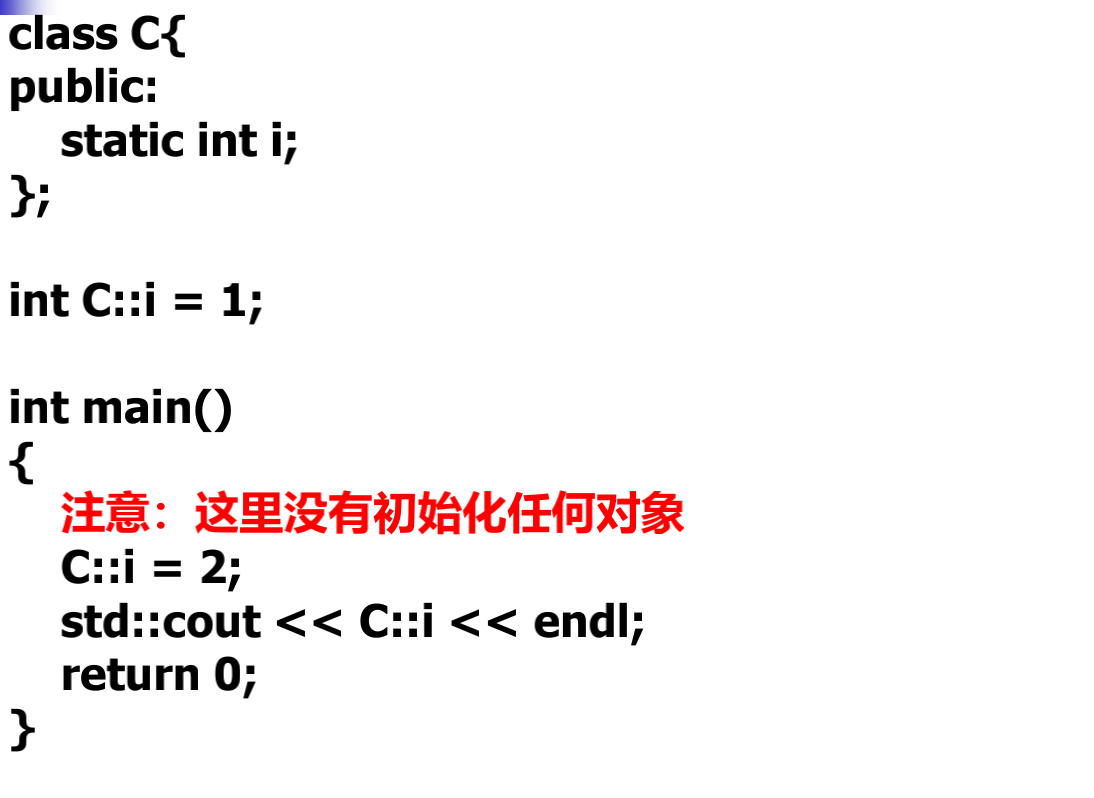 class C{
public:
    static int i;
};

int C::i = 1;

int main()
{
    注意：这里没有初始化任何对象
    C::i = 2;
    std::cout << C::i << endl;
    return 0;
}